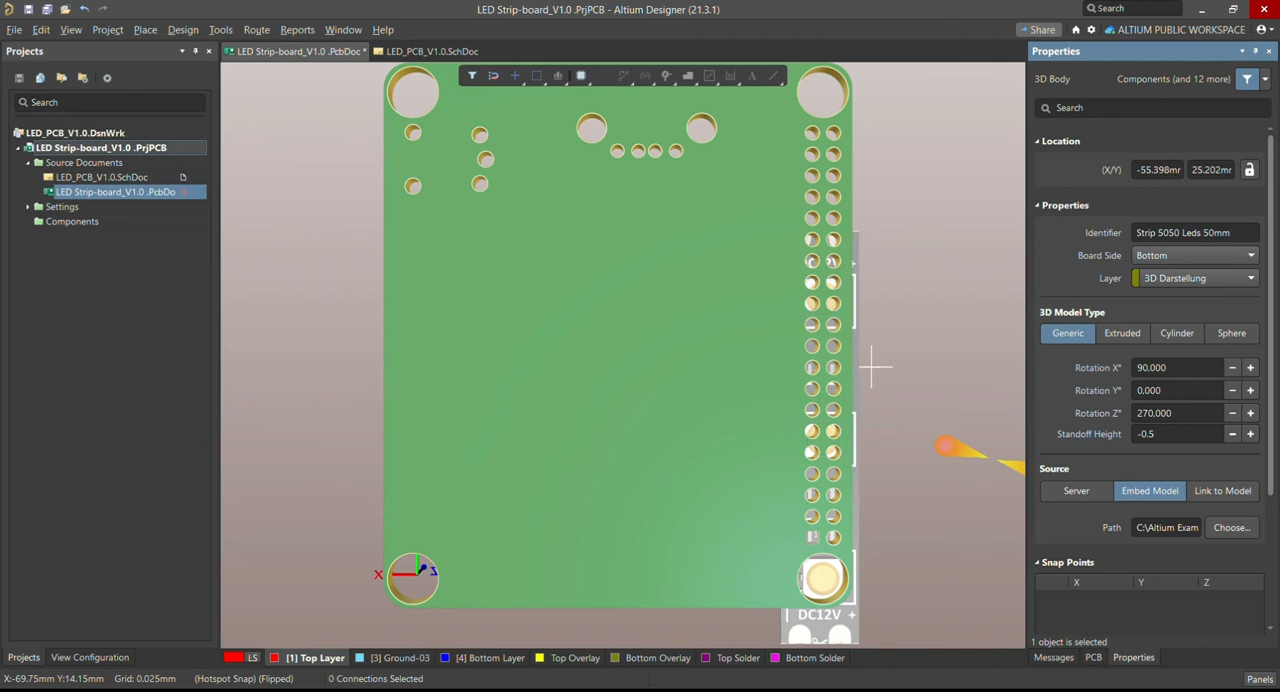 LED Strip-board_V1.0 .PrjPCB - Altium Designer (21.3.1)
Search
File Edit View Project Place Design Tools Route Reports Window Help
Share
ALTIUM PUBLIC WORKSPACE
Projects
LED Strip-board_V1.0 .PcbDoc *
LED_PCB_V1.0.SchDoc
Properties
3D Body
Components (and 12 more)
Search
Search
LED_PCB_V1.0.DsnWrk
LED Strip-board_V1.0 .PrjPCB
Source Documents
LED_PCB_V1.0.SchDoc
LED Strip-board_V1.0 .PcbDo
Settings
Components
Location
(X/Y) -55.398mr 25.202mr
Properties
Identifier Strip 5050 Leds 50mm
Board Side Bottom
Layer 3D Darstellung
3D Model Type
Generic Extruded Cylinder Sphere
Rotation X° 90,000 - +
Rotation Y° 0,000 - +
Rotation Z° 270,000 - +
Standoff Height -0.5 - +
Source
Server Embed Model Link to Model
Path C:\Altium Exam Choose...
Snap Points
X Y Z
1 object is selected
X Z
DC12V +
Projects View Configuration
LS [1] Top Layer [3] Ground-03 [4] Bottom Layer Top Overlay Bottom Overlay Top Solder Bottom Solder
Messages PCB Properties
X:-69.75mm Y:14.15mm Grid: 0.025mm (Hotspot Snap) (Flipped) 0 Connections Selected
Panels